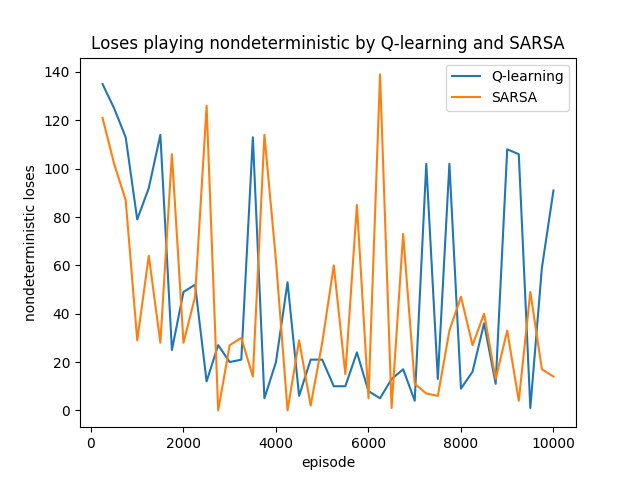 Loses playing nondeterministic by Q-learning and SARSA
Q-learning
SARSA
140
120
100
80
60
40
20
0
nondeterministic loses
0 2000 4000 6000 8000 10000
episode